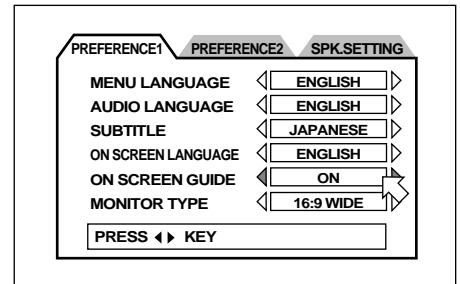 PREFERENCE1 PREFERENCE2 SPK.SETTING
MENU LANGUAGE ENGLISH
AUDIO LANGUAGE ENGLISH
SUBTITLE JAPANESE
ON SCREEN LANGUAGE ENGLISH
ON SCREEN GUIDE ON
MONITOR TYPE 16:9 WIDE
PRESS KEY